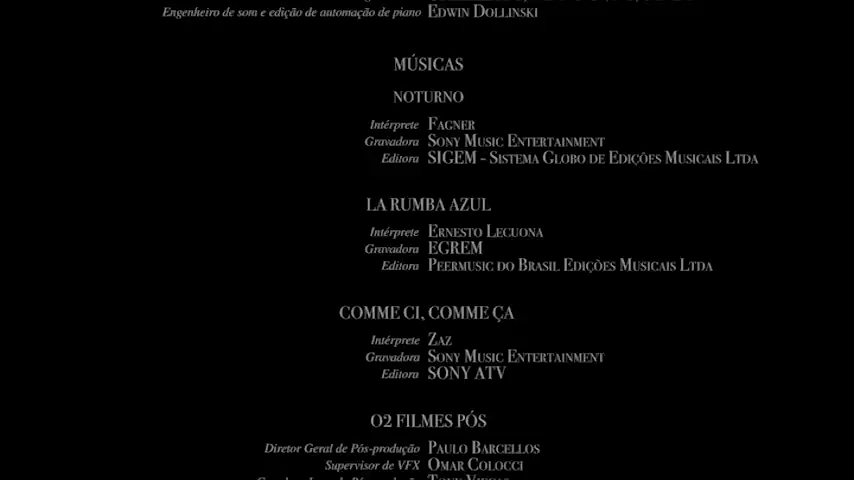 Engenheiro de som e edição de automação de piano EDWIN DOLLINSKI
MÚSICAS
NOTURNO
Intérprete FAGNER
Gravadora SONY MUSIC ENTERTAINMENT
Editora SIGEM - SISTEMA GLOBO DE EDIÇÕES MUSICAIS LTDA
LA RUMBA AZUL
Intérprete ERNESTO LECUONA
Gravadora EGREM
Editora PEERMUSIC DO BRASIL EDIÇÕES MUSICAIS LTDA
COMME CI, COMME ÇA
Intérprete ZAZ
Gravadora SONY MUSIC ENTERTAINMENT
Editora SONY ATV
O2 FILMES PÓS
Diretor Geral de Pós-produção PAULO BARCELLOS
Supervisor de VFX OMAR COLOCCI